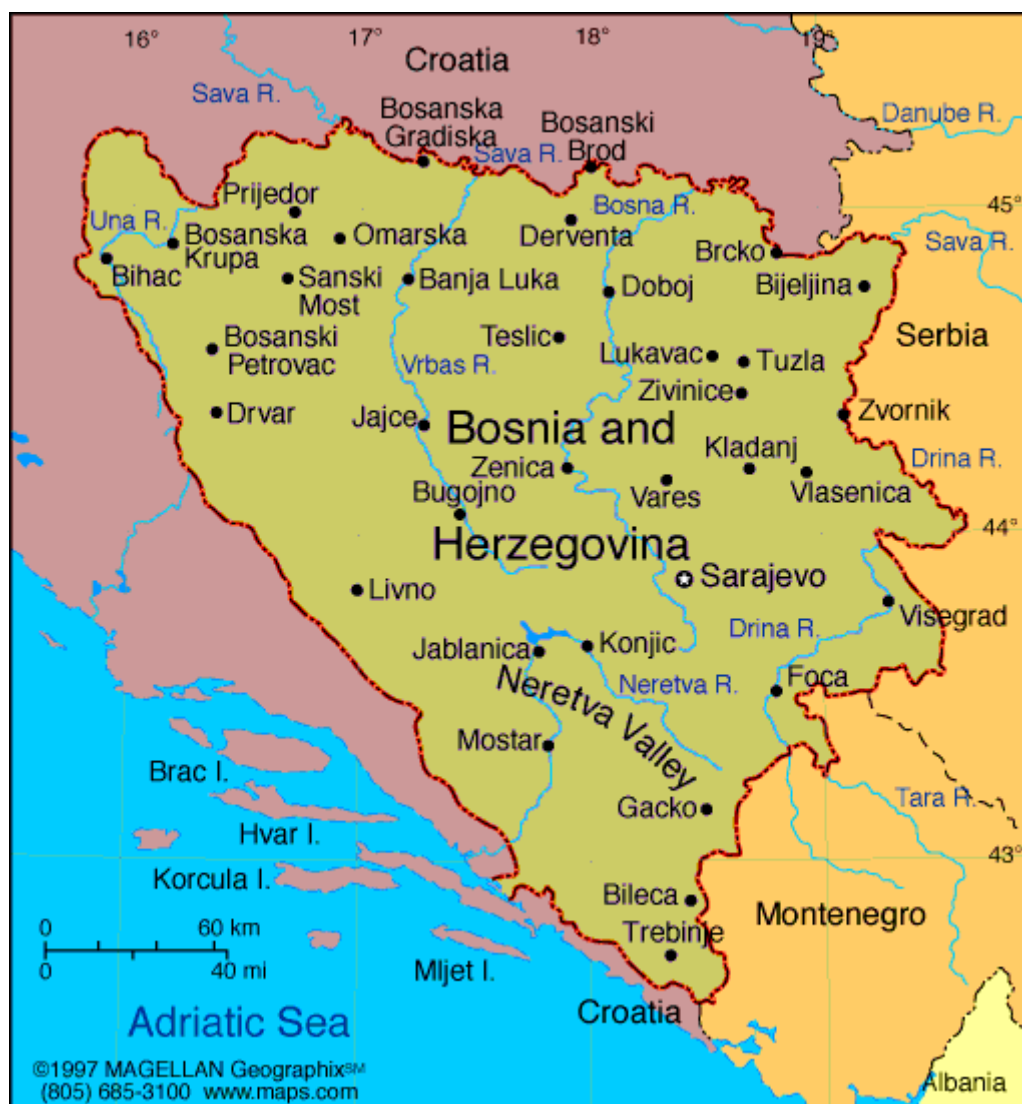 16°
17°
18°
19°
Croatia
Sava R.
Danube R.
Bosanska
Gradiska
Sava R.
Bosanski
Brod
45°
Prijedor
Una R.
Bosna R.
Bosanska
Krupa
Omarska
Derventa
Sava R.
Brcko
Bihac
Sanski
Most
Banja Luka
Doboj
Bijeljina
Bosanski
Petrovac
Teslic
Serbia
Vrbas R.
Lukavac
Tuzla
Zivinice
Drvar
Jajce
Zvornik
Bosnia and
Kladanj
Drina R.
Zenica
Vares
Vlasenica
Bugojno
44°
Herzegovina
Sarajevo
Livno
Visegrad
Drina R.
Jablanica
Konjic
Neretva R.
Foca
Neretva Valley
Mostar
Brac I.
Tara R.
Gacko
Hvar I.
43°
Korcula I.
Bileca
Montenegro
0 60 km
Trebinje
0 40 mi
Mljet I.
Croatia
Adriatic Sea
©1997 MAGELLAN Geographix℠
(805) 685-3100 www.maps.com
Albania